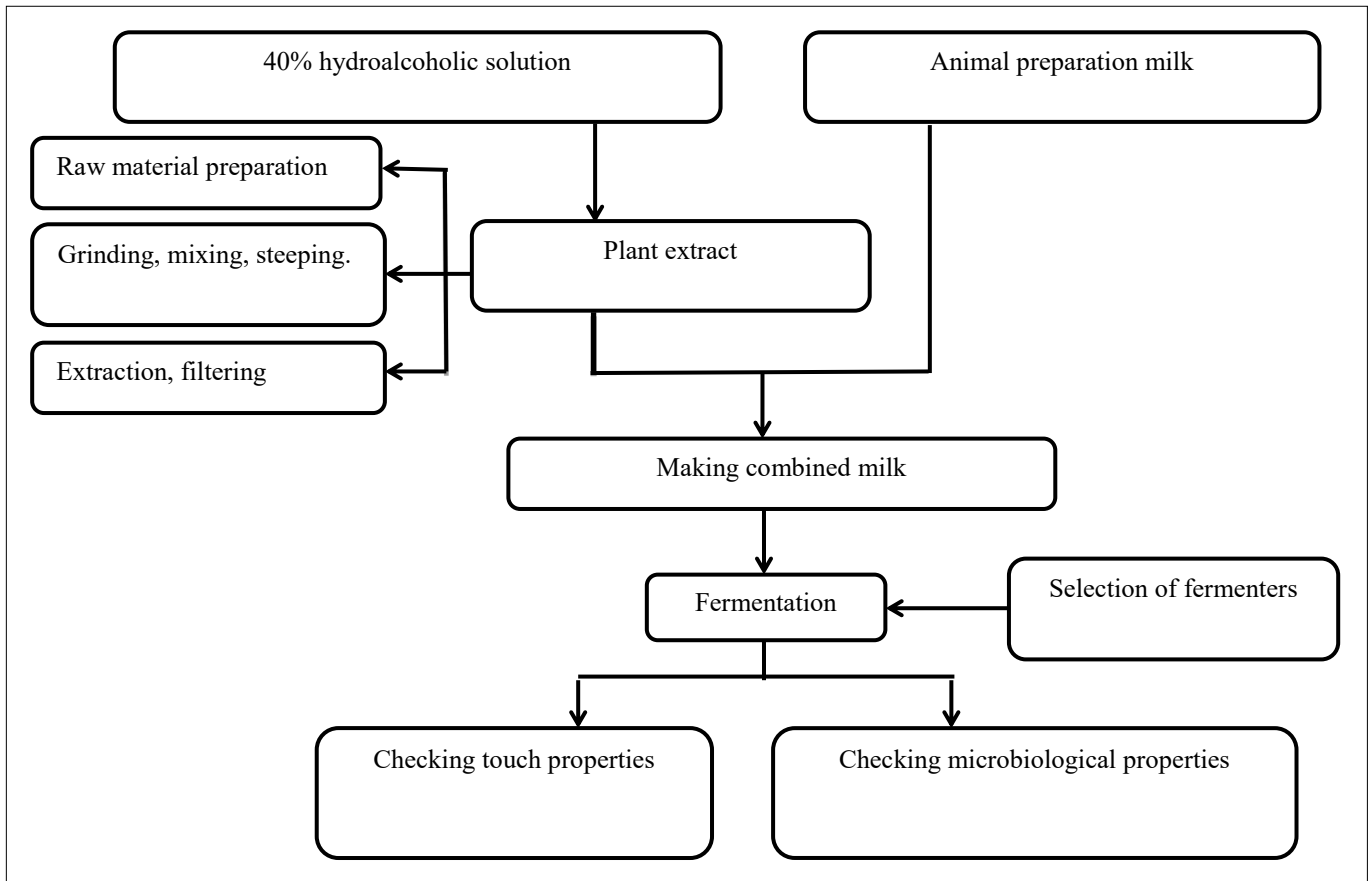 40% hydroalcoholic solution
Animal preparation milk
Raw material preparation
Grinding, mixing, steeping.
Plant extract
Extraction, filtering
Making combined milk
Fermentation
Selection of fermenters
Checking touch properties
Checking microbiological properties